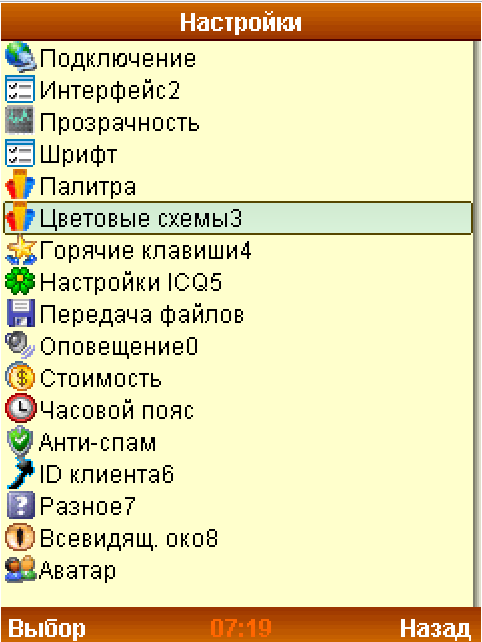 Настройки
Подключение
Интерфейс2
Прозрачность
Шрифт
Палитра
Цветовые схемы3
Горячие клавиши4
Настройки ICQ5
Передача файлов
Оповещение0
Стоимость
Часовой пояс
Анти-спам
ID клиента6
Разное7
Всевидящ. око8
Аватар
Выбор 07:19 Назад